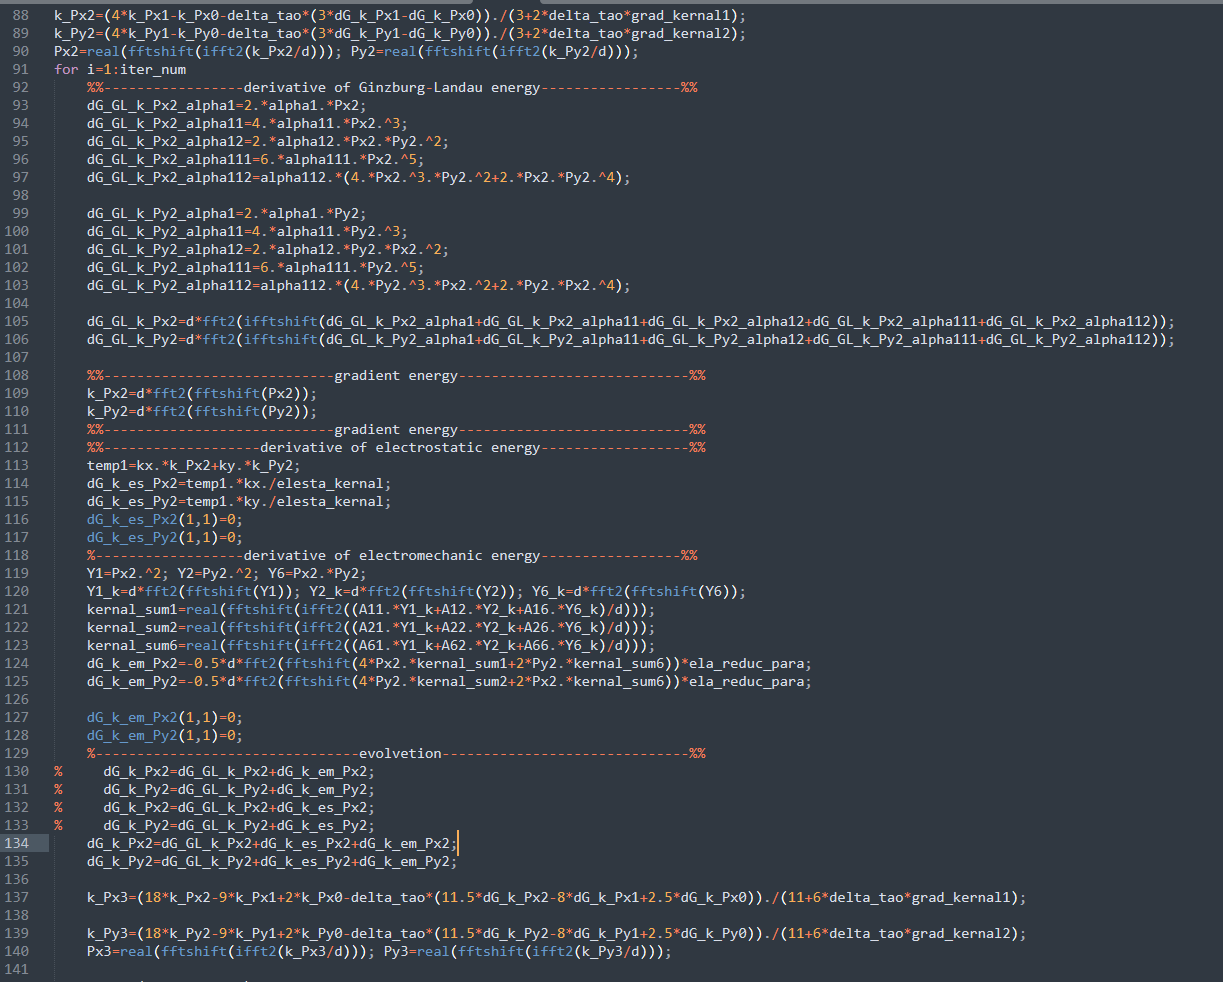 88 k_Px2=(4*k_Px1-k_Px0-delta_tao*(3*dG_k_Px1-dG_k_Px0))./(3+2*delta_tao*grad_kernal1);
89 k_Py2=(4*k_Py1-k_Py0-delta_tao*(3*dG_k_Py1-dG_k_Py0))./(3+2*delta_tao*grad_kernal2);
90 Px2=real(fftshift(ifft2(k_Px2/d))); Py2=real(fftshift(ifft2(k_Py2/d)));
91 for i=1:iter_num
92 %%-----------------derivative of Ginzburg-Landau energy-----------------%%
93 dG_GL_k_Px2_alpha1=2.*alpha1.*Px2;
94 dG_GL_k_Px2_alpha11=4.*alpha11.*Px2.^3;
95 dG_GL_k_Px2_alpha12=2.*alpha12.*Px2.*Py2.^2;
96 dG_GL_k_Px2_alpha111=6.*alpha111.*Px2.^5;
97 dG_GL_k_Px2_alpha112=alpha112.*(4.*Px2.^3.*Py2.^2+2.*Px2.*Py2.^4);
98
99 dG_GL_k_Py2_alpha1=2.*alpha1.*Py2;
100 dG_GL_k_Py2_alpha11=4.*alpha11.*Py2.^3;
101 dG_GL_k_Py2_alpha12=2.*alpha12.*Py2.*Px2.^2;
102 dG_GL_k_Py2_alpha111=6.*alpha111.*Py2.^5;
103 dG_GL_k_Py2_alpha112=alpha112.*(4.*Py2.^3.*Px2.^2+2.*Py2.*Px2.^4);
104
105 dG_GL_k_Px2=d*fft2(ifftshift(dG_GL_k_Px2_alpha1+dG_GL_k_Px2_alpha11+dG_GL_k_Px2_alpha12+dG_GL_k_Px2_alpha111+dG_GL_k_Px2_alpha112));
106 dG_GL_k_Py2=d*fft2(ifftshift(dG_GL_k_Py2_alpha1+dG_GL_k_Py2_alpha11+dG_GL_k_Py2_alpha12+dG_GL_k_Py2_alpha111+dG_GL_k_Py2_alpha112));
107
108 %%----------------------------gradient energy----------------------------%%
109 k_Px2=d*fft2(fftshift(Px2));
110 k_Py2=d*fft2(fftshift(Py2));
111 %%----------------------------gradient energy----------------------------%%
112 %%-------------------derivative of electrostatic energy------------------%%
113 temp1=kx.*k_Px2+ky.*k_Py2;
114 dG_k_es_Px2=temp1.*kx./elesta_kernal;
115 dG_k_es_Py2=temp1.*ky./elesta_kernal;
116 dG_k_es_Px2(1,1)=0;
117 dG_k_es_Py2(1,1)=0;
118 %------------------derivative of electromechanic energy-----------------%%
119 Y1=Px2.^2; Y2=Py2.^2; Y6=Px2.*Py2;
120 Y1_k=d*fft2(fftshift(Y1)); Y2_k=d*fft2(fftshift(Y2)); Y6_k=d*fft2(fftshift(Y6));
121 kernal_sum1=real(fftshift(ifft2((A11.*Y1_k+A12.*Y2_k+A16.*Y6_k)/d)));
122 kernal_sum2=real(fftshift(ifft2((A21.*Y1_k+A22.*Y2_k+A26.*Y6_k)/d)));
123 kernal_sum6=real(fftshift(ifft2((A61.*Y1_k+A62.*Y2_k+A66.*Y6_k)/d)));
124 dG_k_em_Px2=-0.5*d*fft2(fftshift(4*Px2.*kernal_sum1+2*Py2.*kernal_sum6))*ela_reduc_para;
125 dG_k_em_Py2=-0.5*d*fft2(fftshift(4*Py2.*kernal_sum2+2*Px2.*kernal_sum6))*ela_reduc_para;
126
127 dG_k_em_Px2(1,1)=0;
128 dG_k_em_Py2(1,1)=0;
129 %--------------------------------evolvetion------------------------------%%
130 % dG_k_Px2=dG_GL_k_Px2+dG_k_em_Px2;
131 % dG_k_Py2=dG_GL_k_Py2+dG_k_em_Py2;
132 % dG_k_Px2=dG_GL_k_Px2+dG_k_es_Px2;
133 % dG_k_Py2=dG_GL_k_Py2+dG_k_es_Py2;
134 dG_k_Px2=dG_GL_k_Px2+dG_k_es_Px2+dG_k_em_Px2;
135 dG_k_Py2=dG_GL_k_Py2+dG_k_es_Py2+dG_k_em_Py2;
136
137 k_Px3=(18*k_Px2-9*k_Px1+2*k_Px0-delta_tao*(11.5*dG_k_Px2-8*dG_k_Px1+2.5*dG_k_Px0))./(11+6*delta_tao*grad_kernal1);
138
139 k_Py3=(18*k_Py2-9*k_Py1+2*k_Py0-delta_tao*(11.5*dG_k_Py2-8*dG_k_Py1+2.5*dG_k_Py0))./(11+6*delta_tao*grad_kernal2);
140 Px3=real(fftshift(ifft2(k_Px3/d))); Py3=real(fftshift(ifft2(k_Py3/d)));
141